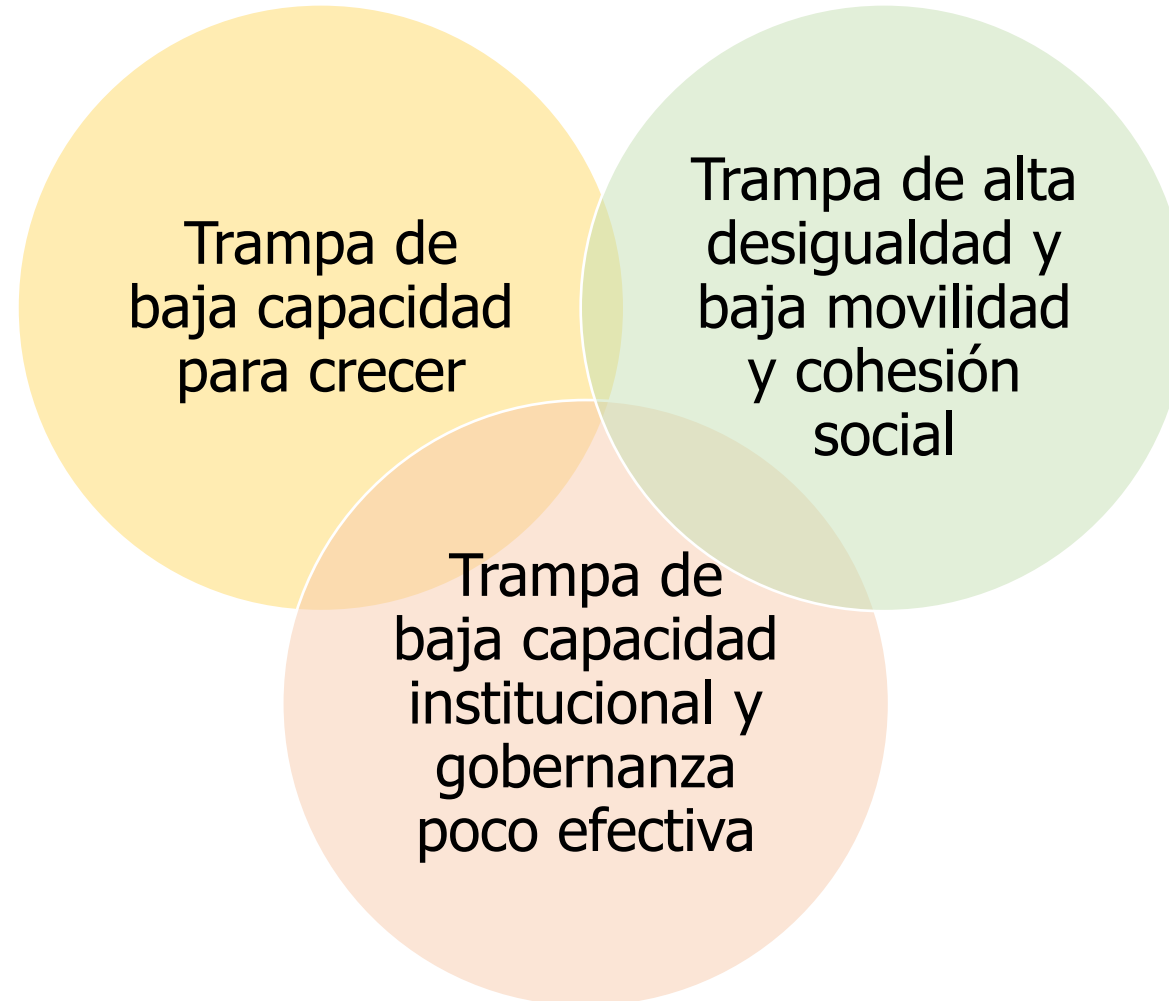 Trampa de
baja capacidad
para crecer
Trampa de alta
desigualdad y
baja movilidad
y cohesión
social
Trampa de
baja capacidad
institucional y
gobernanza
poco efectiva